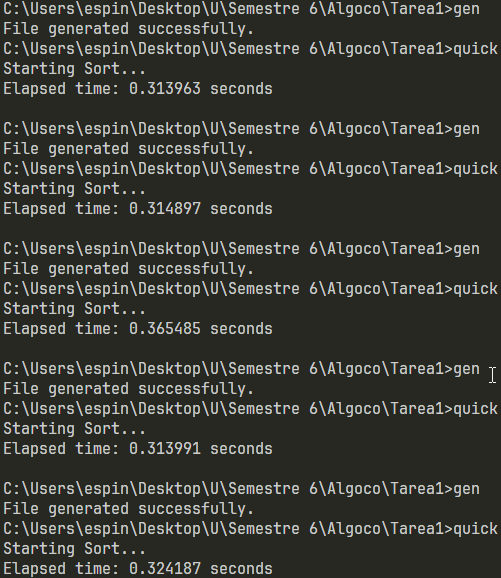 C:\Users\espin\Desktop\U\Semestre 6\Algoco\Tarea1>gen
File generated successfully.
C:\Users\espin\Desktop\U\Semestre 6\Algoco\Tarea1>quick
Starting Sort...
Elapsed time: 0.313963 seconds
C:\Users\espin\Desktop\U\Semestre 6\Algoco\Tarea1>gen
File generated successfully.
C:\Users\espin\Desktop\U\Semestre 6\Algoco\Tarea1>quick
Starting Sort...
Elapsed time: 0.314897 seconds
C:\Users\espin\Desktop\U\Semestre 6\Algoco\Tarea1>gen
File generated successfully.
C:\Users\espin\Desktop\U\Semestre 6\Algoco\Tarea1>quick
Starting Sort...
Elapsed time: 0.365485 seconds
C:\Users\espin\Desktop\U\Semestre 6\Algoco\Tarea1>gen
File generated successfully.
C:\Users\espin\Desktop\U\Semestre 6\Algoco\Tarea1>quick
Starting Sort...
Elapsed time: 0.313991 seconds
C:\Users\espin\Desktop\U\Semestre 6\Algoco\Tarea1>gen
File generated successfully.
C:\Users\espin\Desktop\U\Semestre 6\Algoco\Tarea1>quick
Starting Sort...
Elapsed time: 0.324187 seconds